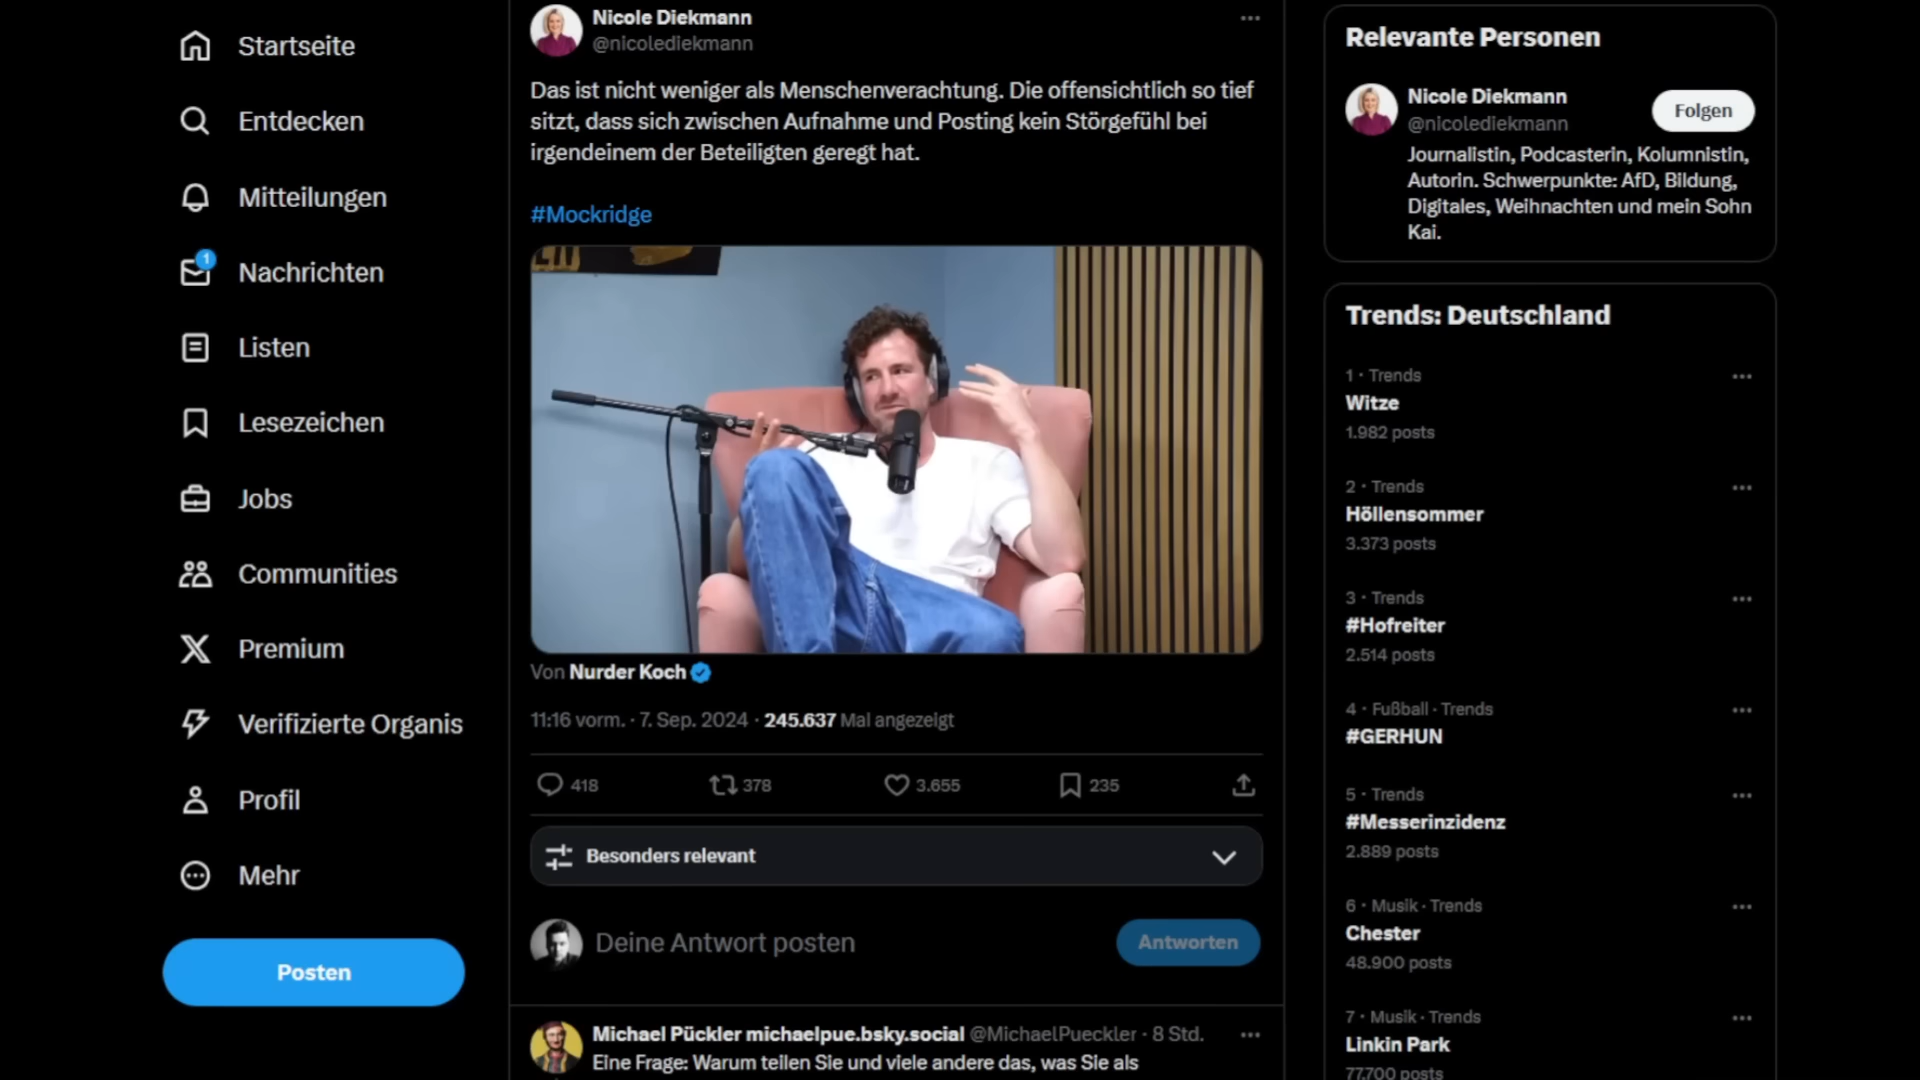 Startseite
Entdecken
Mitteilungen
1
Nachrichten
Listen
Lesezeichen
Jobs
Communities
Premium
Verifizierte Organis
Profil
Mehr
Posten
Nicole Diekmann
@nicolediekmann
Das ist nicht weniger als Menschenverachtung. Die offensichtlich so tief
sitzt, dass sich zwischen Aufnahme und Posting kein Störgefühl bei
irgendeinem der Beteiligten geregt hat.
#Mockridge
Von Nurder Koch
11:16 vorm. · 7. Sep. 2024 · 245.637 Mal angezeigt
418
378
3.655
235
Besonders relevant
Deine Antwort posten
Antworten
Michael Pückler michaelpue.bsky.social @MichaelPueckler · 8 Std.
Eine Frage: Warum teilen Sie und viele andere das, was Sie als
Relevante Personen
Nicole Diekmann
@nicolediekmann
Folgen
Journalistin, Podcasterin, Kolumnistin,
Autorin. Schwerpunkte: AfD, Bildung,
Digitales, Weihnachten und mein Sohn
Kai.
Trends: Deutschland
1 · Trends
Witze
1.982 posts
2 · Trends
Höllensommer
3.373 posts
3 · Trends
#Hofreiter
2.514 posts
4 · Fußball · Trends
#GERHUN
5 · Trends
#Messerinzidenz
2.889 posts
6 · Musik · Trends
Chester
48.900 posts
7 · Musik · Trends
Linkin Park
77.700 posts